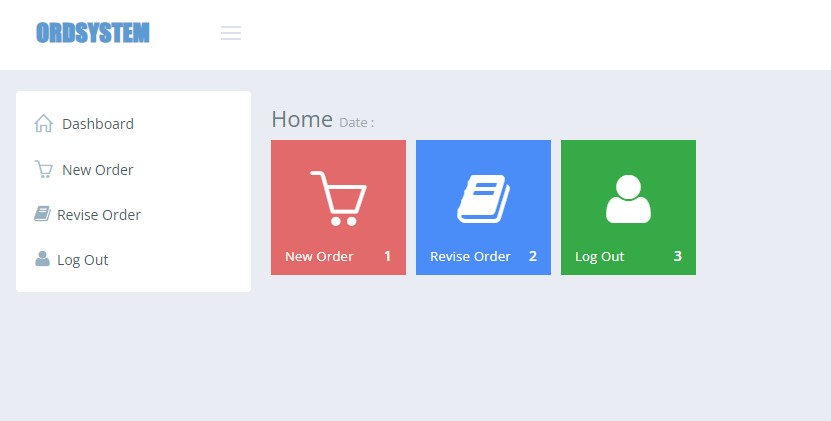 ORDSYSTEM
Dashboard
New Order
Revise Order
Log Out
Home Date :
New Order 1
Revise Order 2
Log Out 3